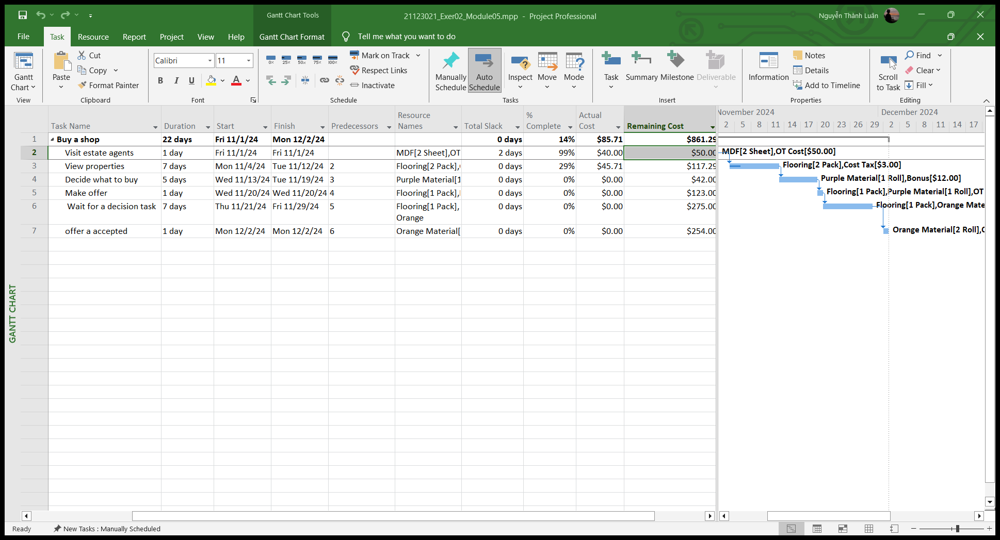 Gantt Chart Tools
21123021_Exer02_Module05.mpp - Project Professional
Nguyễn Thành Luân
File Task Resource Report Project View Help Gantt Chart Format Tell me what you want to do
Gantt Chart
View
Paste
Cut
Copy
Format Painter
Clipboard
Calibri 11
B I U A
Font
0% 25% 50% 75% 100%
Mark on Track
Respect Links
Inactivate
Schedule
Manually Schedule
Auto Schedule
Inspect
Move
Mode
Tasks
Task
Summary
Milestone
Deliverable
Insert
Information
Notes
Details
Add to Timeline
Properties
Scroll to Task
Find
Clear
Fill
Editing
Task Name Duration Start Finish Predecessors Resource Names Total Slack % Complete Actual Cost Remaining Cost
1 Buy a shop 22 days Fri 11/1/24 Mon 12/2/24 0 days 14% $85.71 $861.29
2 Visit estate agents 1 day Fri 11/1/24 Fri 11/1/24 MDF[2 Sheet],OT 2 days 99% $40.00 $50.00
3 View properties 7 days Mon 11/4/24 Tue 11/12/24 2 Flooring[2 Pack], 0 days 29% $45.71 $117.29
4 Decide what to buy 5 days Wed 11/13/24 Tue 11/19/24 3 Purple Material[1 0 days 0% $0.00 $42.00
5 Make offer 1 day Wed 11/20/24 Wed 11/20/24 4 Flooring[1 Pack], 0 days 0% $0.00 $123.00
6 Wait for a decision task 7 days Thu 11/21/24 Fri 11/29/24 5 Flooring[1 Pack], Orange 0 days 0% $0.00 $275.00
7 offer a accepted 1 day Mon 12/2/24 Mon 12/2/24 6 Orange Material[ 0 days 0% $0.00 $254.00
November 2024 December 2024
2 5 8 11 14 17 20 23 26 29 2 5 8 11 14 17
MDF[2 Sheet],OT Cost[$50.00]
Flooring[2 Pack],Cost Tax[$3.00]
Purple Material[1 Roll],Bonus[$12.00]
Flooring[1 Pack],Purple Material[1 Roll],OT
Flooring[1 Pack],Orange Mate
Orange Material[2 Roll],
GANTT CHART
Ready New Tasks : Manually Scheduled